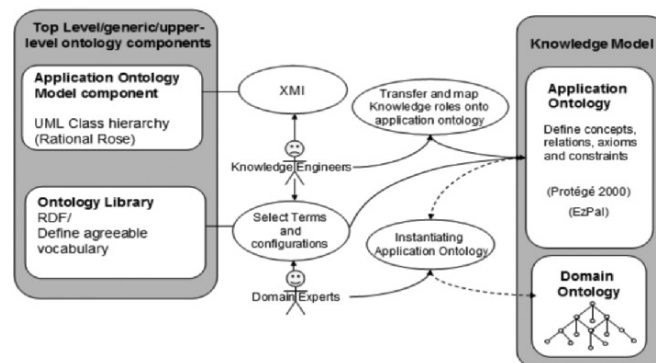 Top Level/generic/upper-
level ontology components
Application Ontology
Model component
UML Class hierarchy
(Rational Rose)
Ontology Library
RDF/
Define agreeable
vocabulary
XMI
Knowledge Engineers
Select Terms
and
configurations
Domain Experts
Transfer and map
Knowledge roles onto
application ontology
Instantiating
Application Ontology
Knowledge Model
Application
Ontology
Define concepts,
relations, axioms
and constraints
(Protégé 2000)
(EzPal)
Domain
Ontology